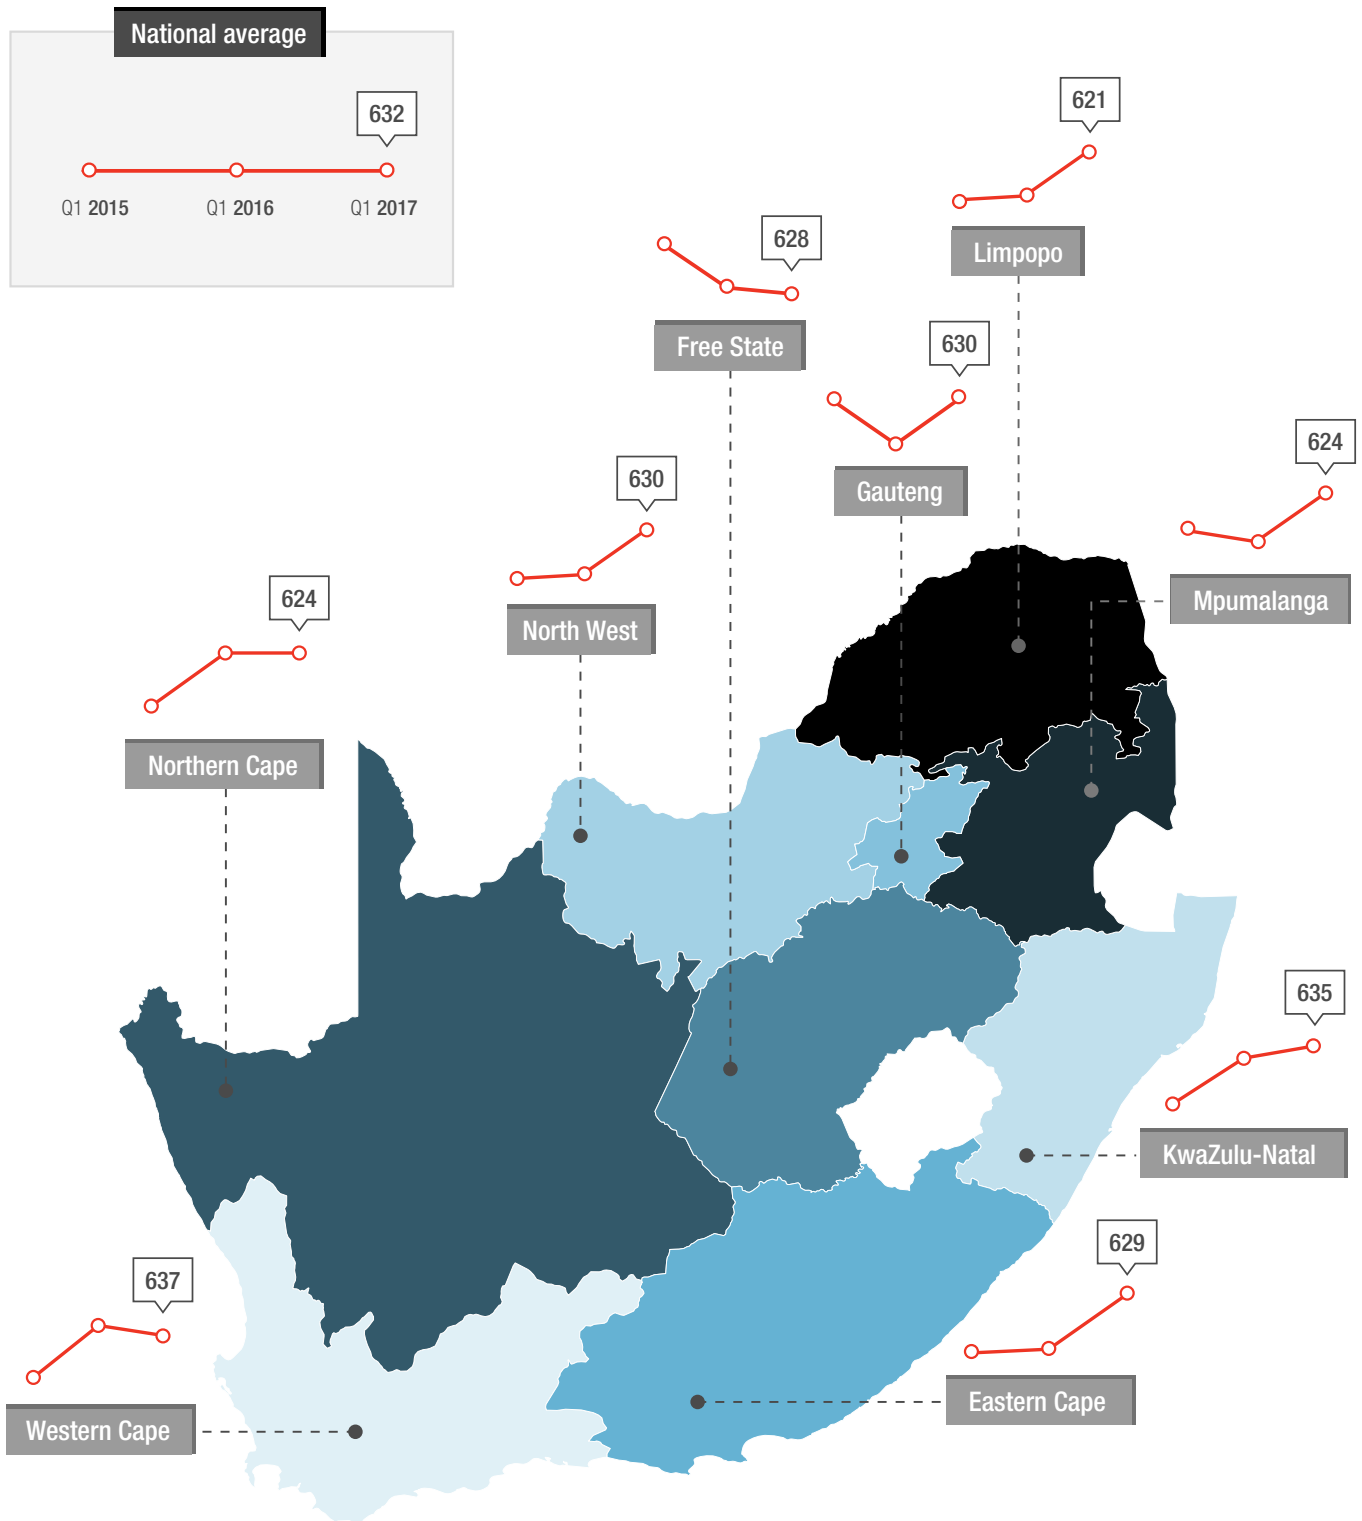 National average
632
Q1 2015 Q1 2016 Q1 2017
621
Limpopo
628
Free State
630
Gauteng
624
Mpumalanga
630
North West
624
Northern Cape
635
KwaZulu-Natal
629
Eastern Cape
637
Western Cape